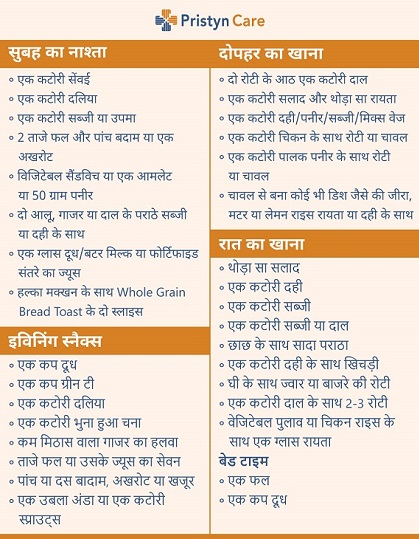 Pristyn Care
सुबह का नाश्ता
◦ एक कटोरी सेंवई
◦ एक कटोरी दलिया
◦ एक कटोरी सब्जी या उपमा
◦ 2 ताजे फल और पांच बदाम या एक
अखरोट
◦ विजिटेबल सैंडविच या एक आमलेट
या 50 ग्राम पनीर
◦ दो आलू, गाजर या दाल के पराठे सब्जी
या दही के साथ
◦ एक ग्लास दूध/बटर मिल्क या फोर्टिफाइड
संतरे का ज्यूस
◦ हल्का मक्खन के साथ Whole Grain
Bread Toast के दो स्लाइस
इविनिंग स्नैक्स
◦ एक कप दूध
◦ एक कप ग्रीन टी
◦ एक कटोरी दलिया
◦ एक कटोरी भुना हुआ चना
◦ कम मिठास वाला गाजर का हलवा
◦ ताजे फल या उसके ज्यूस का सेवन
◦ पांच या दस बादाम, अखरोट या खजूर
◦ एक उबला अंडा या एक कटोरी
स्प्राउट्स
दोपहर का खाना
◦ दो रोटी के आठ एक कटोरी दाल
◦ एक कटोरी सलाद और थोड़ा सा रायता
◦ एक कटोरी दही/पनीर/सब्जी/मिक्स वेज
◦ एक कटोरी चिकन के साथ रोटी या चावल
◦ एक कटोरी पालक पनीर के साथ रोटी
या चावल
◦ चावल से बना कोई भी डिश जैसे की जीरा,
मटर या लेमन राइस रायता या दही के साथ
रात का खाना
◦ थोड़ा सा सलाद
◦ एक कटोरी दही
◦ एक कटोरी सब्जी
◦ एक कटोरी सब्जी या दाल
◦ छाछ के साथ सादा पराठा
◦ एक कटोरी दही के साथ खिचड़ी
◦ घी के साथ ज्वार या बाजरे की रोटी
◦ एक कटोरी दाल के साथ 2-3 रोटी
◦ वेजिटेबल पुलाव या चिकन राइस के
साथ एक ग्लास रायता
बेड टाइम
◦ एक फल
◦ एक कप दूध